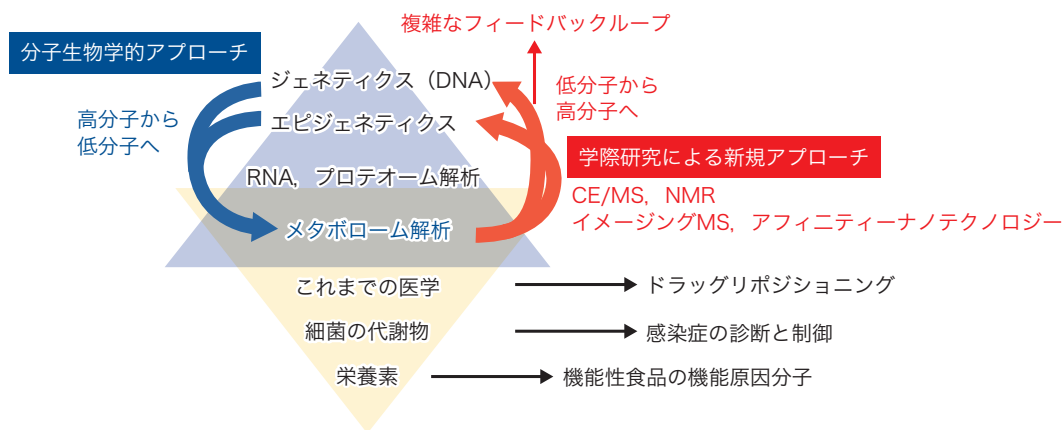 複雑なフィードバックループ
分子生物学的アプローチ
ジェネティクス（DNA）
低分子から
高分子へ
高分子から
低分子へ
エピジェネティクス
学際研究による新規アプローチ
RNA，プロテオーム解析
CE/MS，NMR
イメージングMS，アフィニティーナノテクノロジー
メタボローム解析
これまでの医学
ドラッグリポジショニング
細菌の代謝物
感染症の診断と制御
栄養素
機能性食品の機能原因分子